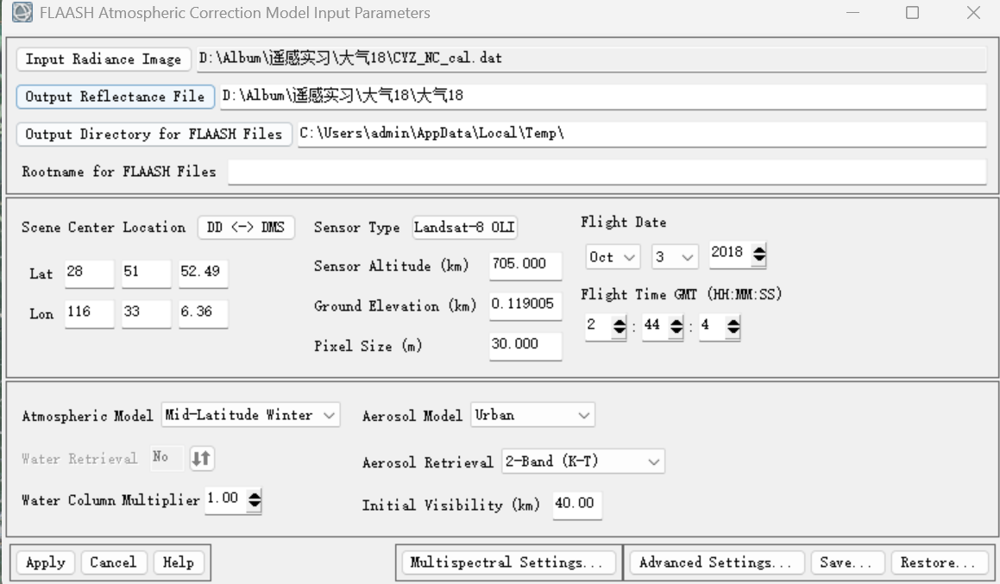 FLAASH Atmospheric Correction Model Input Parameters
Input Radiance Image D:\Album\遥感实习\大气18\CYZ_NC_cal.dat
Output Reflectance File D:\Album\遥感实习\大气18\大气18
Output Directory for FLAASH Files C:\Users\admin\AppData\Local\Temp\
Rootname for FLAASH Files
Scene Center Location DD <-> DMS
Lat 28 51 52.49
Lon 116 33 6.36
Sensor Type Landsat-8 OLI
Sensor Altitude (km) 705.000
Ground Elevation (km) 0.119005
Pixel Size (m) 30.000
Flight Date
Oct 3 2018
Flight Time GMT (HH:MM:SS)
2 : 44 : 4
Atmospheric Model Mid-Latitude Winter
Water Retrieval No
Water Column Multiplier 1.00
Aerosol Model Urban
Aerosol Retrieval 2-Band (K-T)
Initial Visibility (km) 40.00
Apply Cancel Help Multispectral Settings... Advanced Settings... Save... Restore...